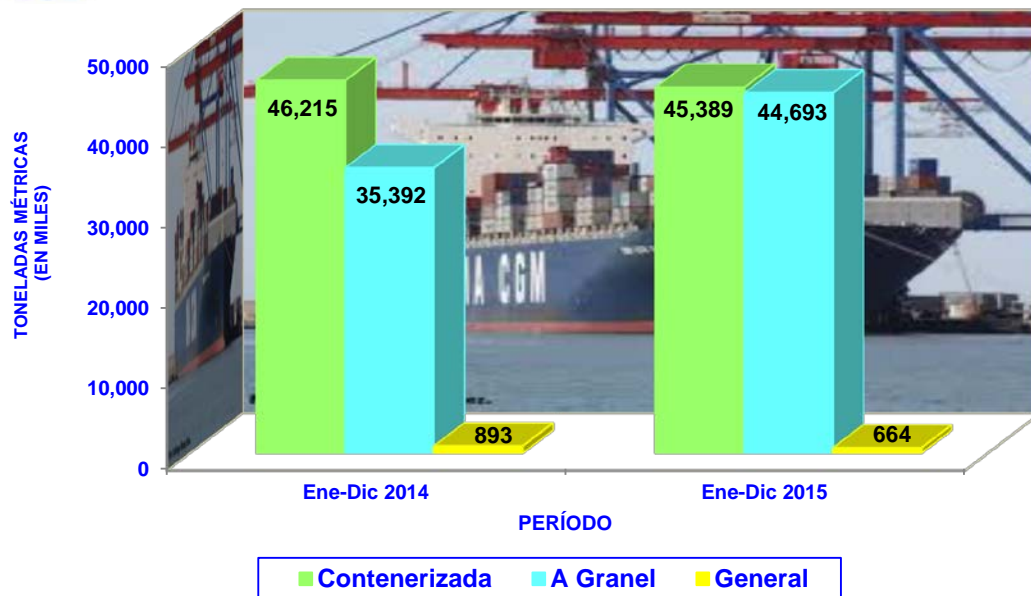 50,000
40,000
30,000
20,000
10,000
0
TONELADAS MÉTRICAS
(EN MILES)
46,215
35,392
893
45,389
44,693
664
CGM
Ene-Dic 2014
Ene-Dic 2015
PERÍODO
Contenerizada
A Granel
General